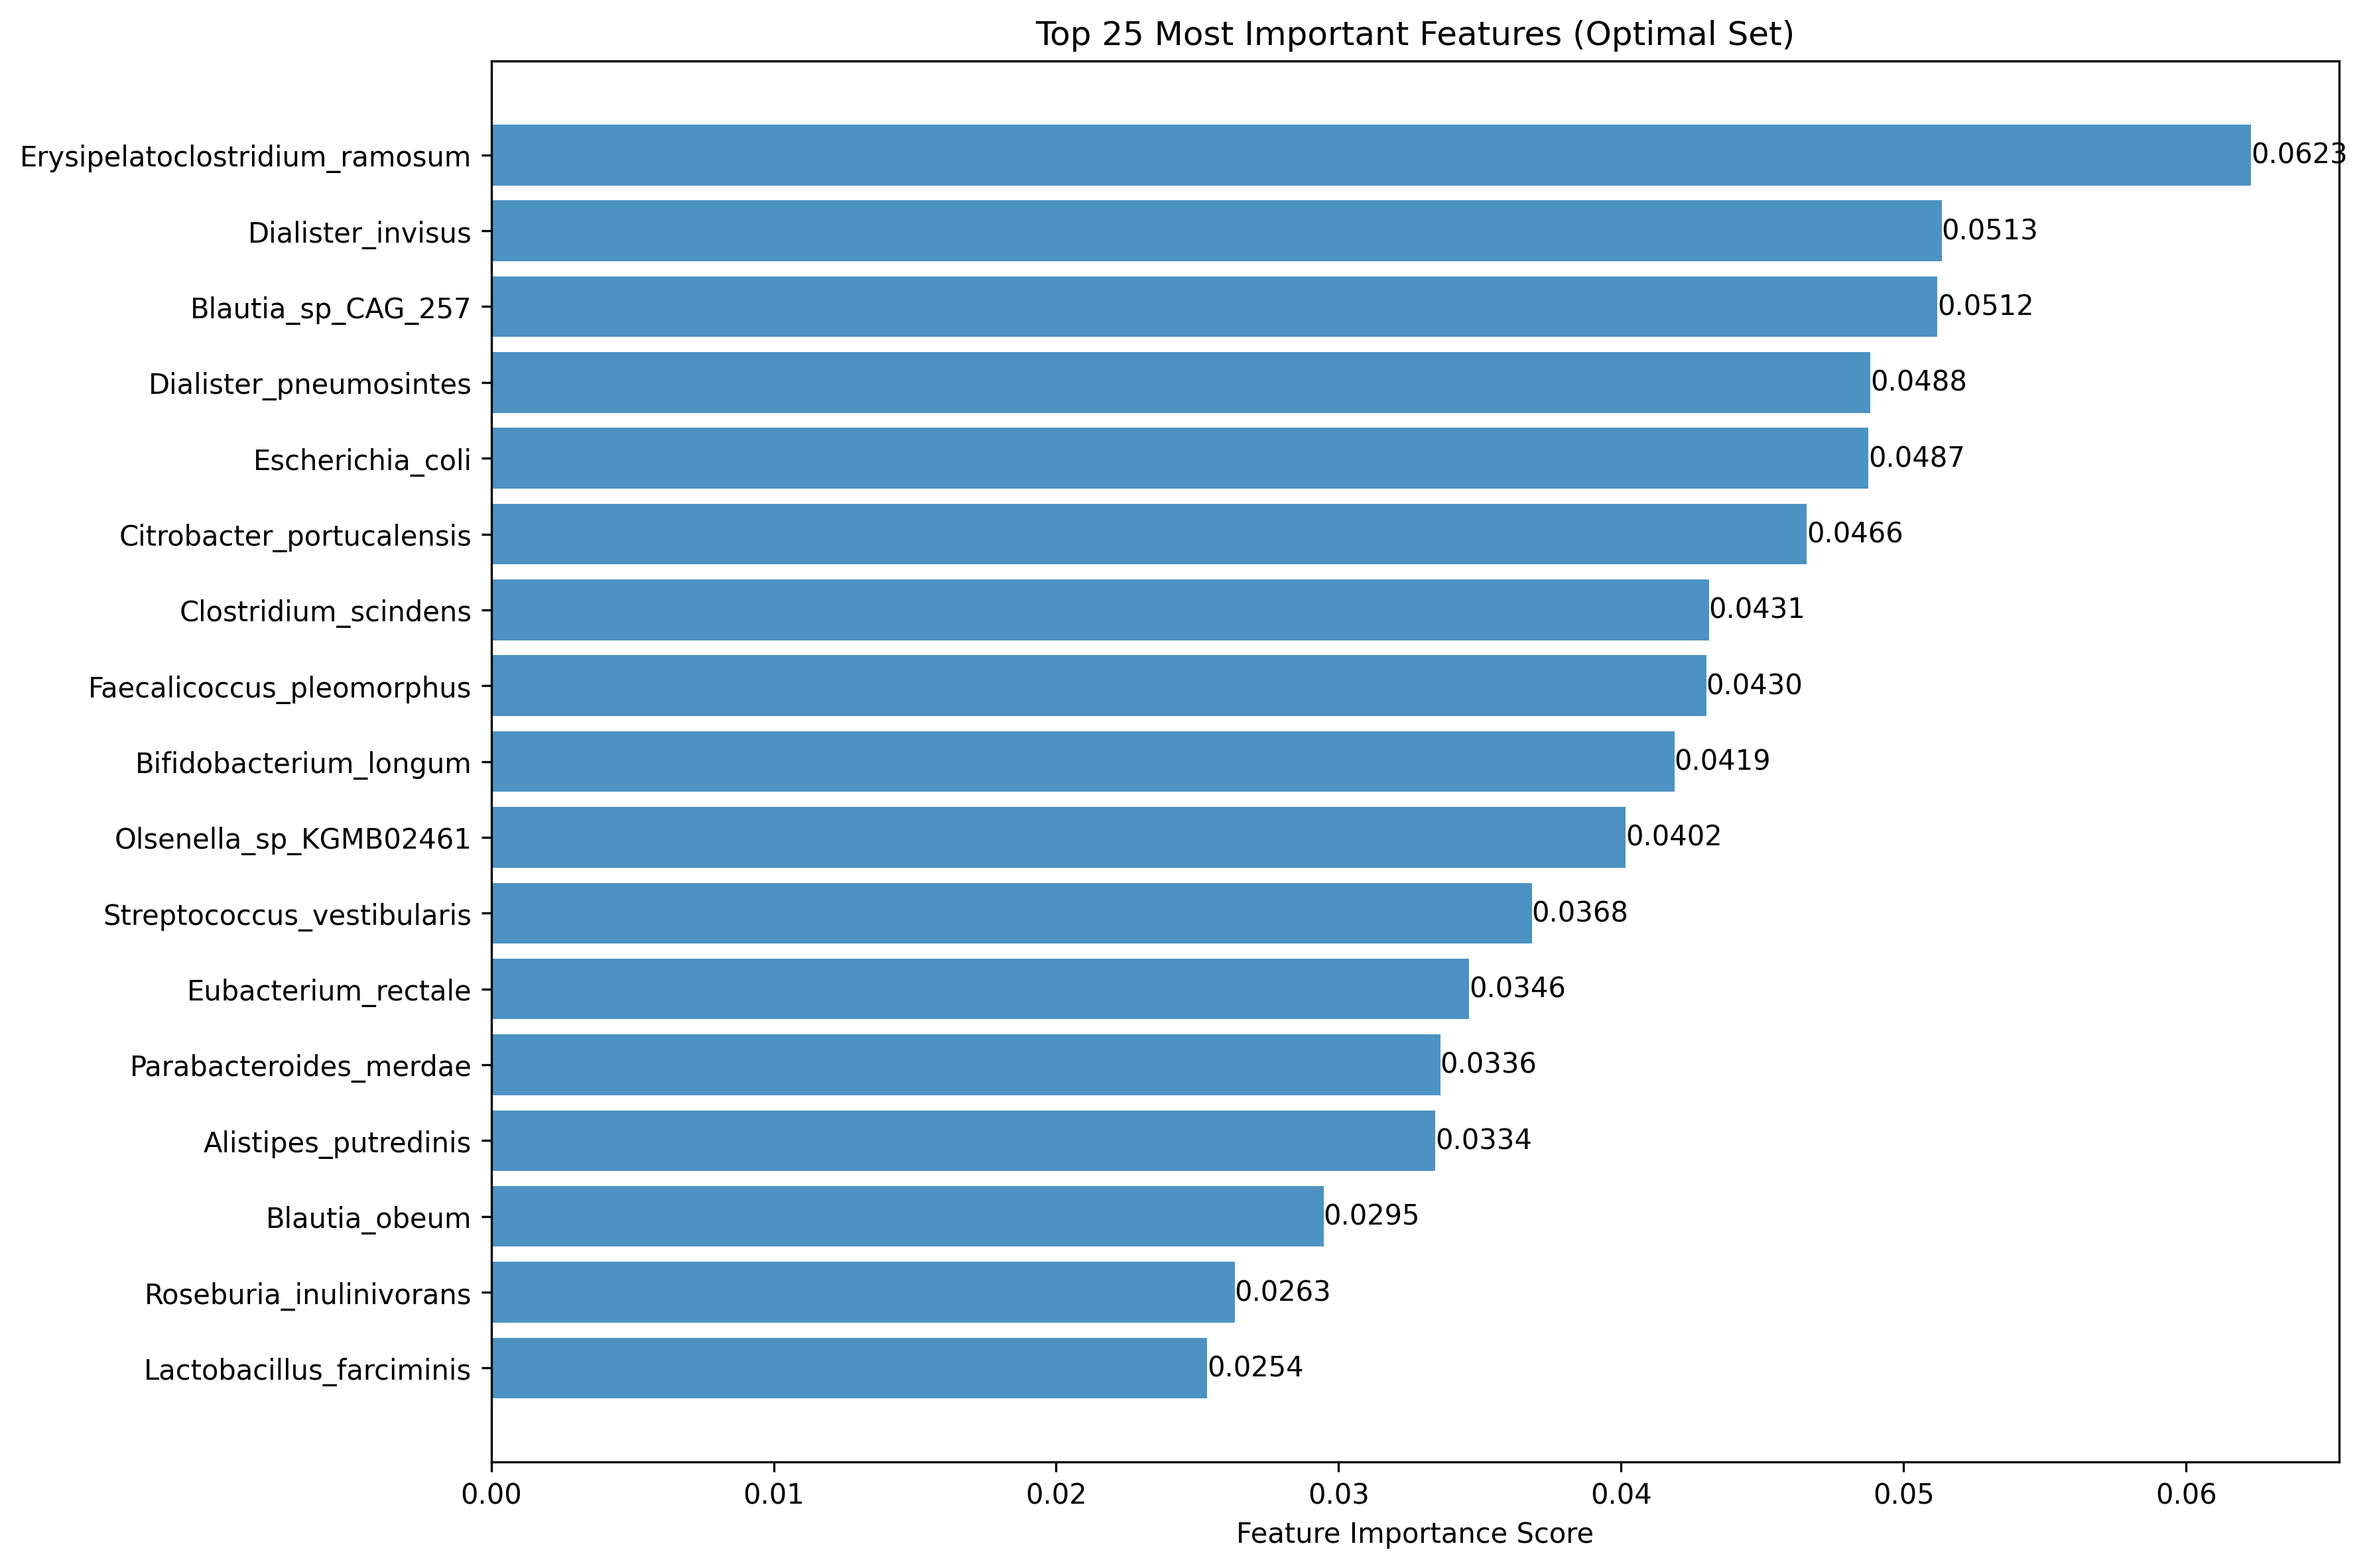 Top 25 Most Important Features (Optimal Set)
Erysipelatoclostridium_ramosum 0.0623
Dialister_invisus 0.0513
Blautia_sp_CAG_257 0.0512
Dialister_pneumosintes 0.0488
Escherichia_coli 0.0487
Citrobacter_portucalensis 0.0466
Clostridium_scindens 0.0431
Faecalicoccus_pleomorphus 0.0430
Bifidobacterium_longum 0.0419
Olsenella_sp_KGMB02461 0.0402
Streptococcus_vestibularis 0.0368
Eubacterium_rectale 0.0346
Parabacteroides_merdae 0.0336
Alistipes_putredinis 0.0334
Blautia_obeum 0.0295
Roseburia_inulinivorans 0.0263
Lactobacillus_farciminis 0.0254
0.00 0.01 0.02 0.03 0.04 0.05 0.06
Feature Importance Score